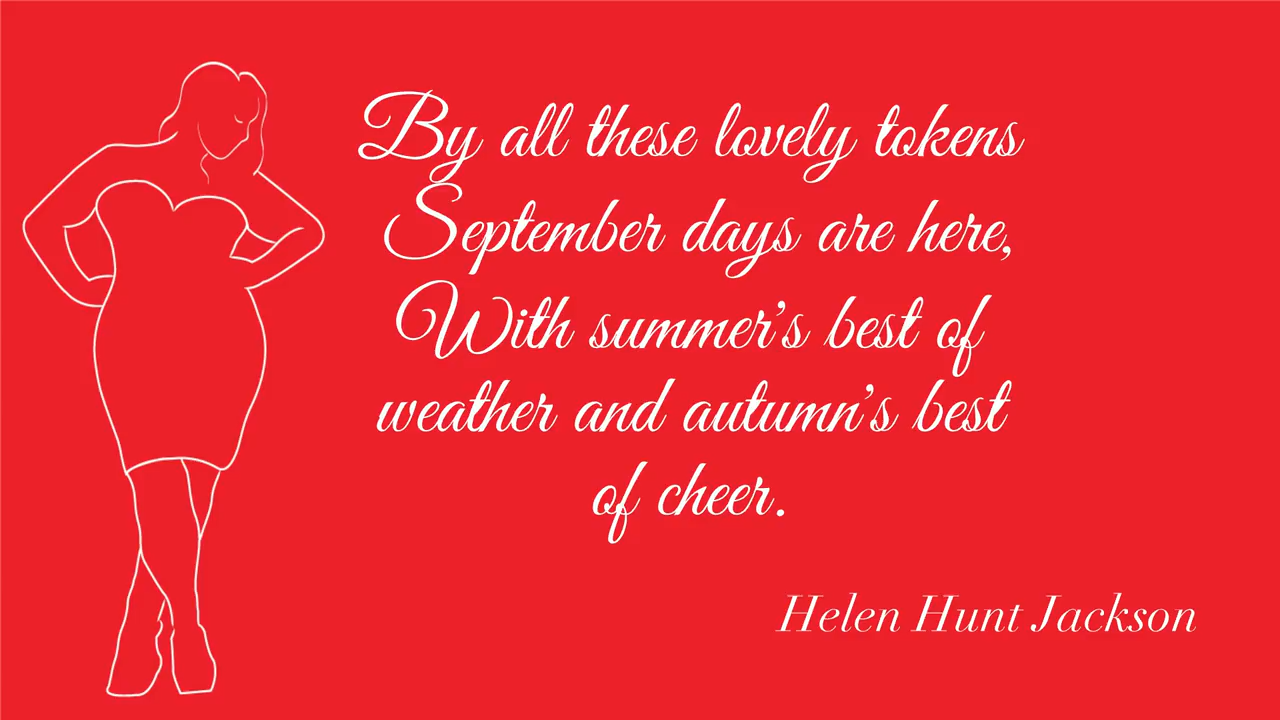 By all these lovely tokens
September days are here,
With summer's best of
weather and autumn's best
of cheer.
Helen Hunt Jackson